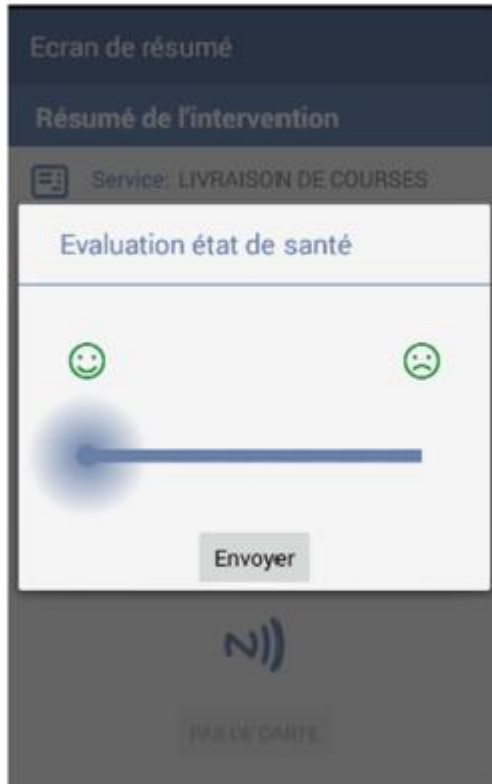 Ecran de résumé
Résumé de l'intervention
Service: LIVRAISON DE COURSES
Evaluation état de santé
Envoyer
PAS DE CARTE